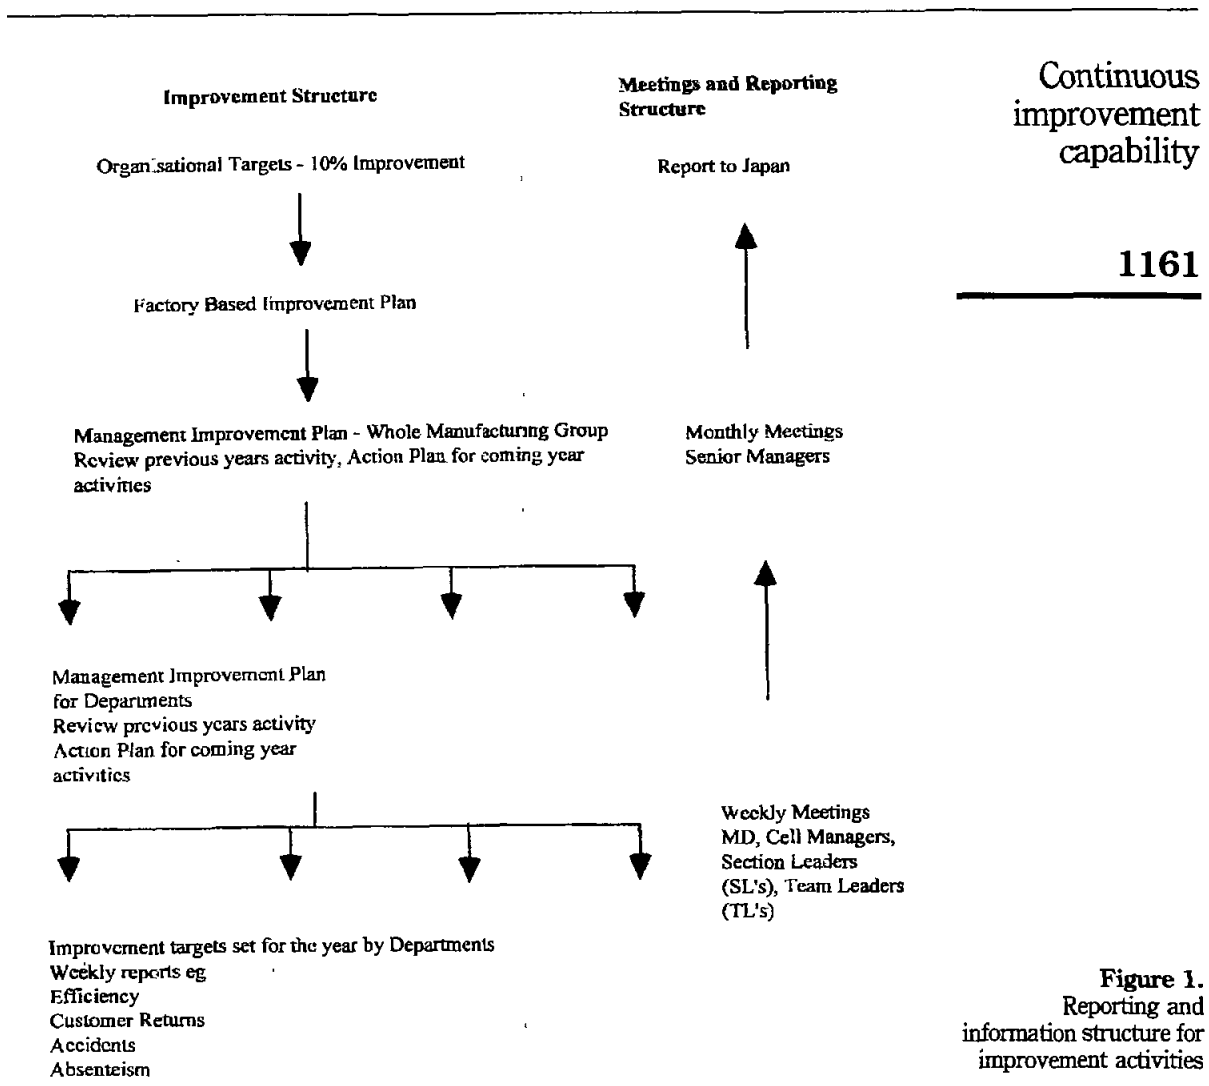 Continuous
improvement
capability
1161
Improvement Structure
Meetings and Reporting
Structure
Organisational Targets - 10% Improvement
Report to Japan
Factory Based Improvement Plan
Management Improvement Plan - Whole Manufacturing Group
Review previous years activity, Action Plan for coming year
activities
Monthly Meetings
Senior Managers
Management Improvement Plan
for Departments
Review previous years activity
Action Plan for coming year
activities
Weekly Meetings
MD, Cell Managers,
Section Leaders
(SL's), Team Leaders
(TL's)
Improvement targets set for the year by Departments
Weekly reports eg
Efficiency
Customer Returns
Accidents
Absenteism
Figure 1.
Reporting and
information structure for
improvement activities